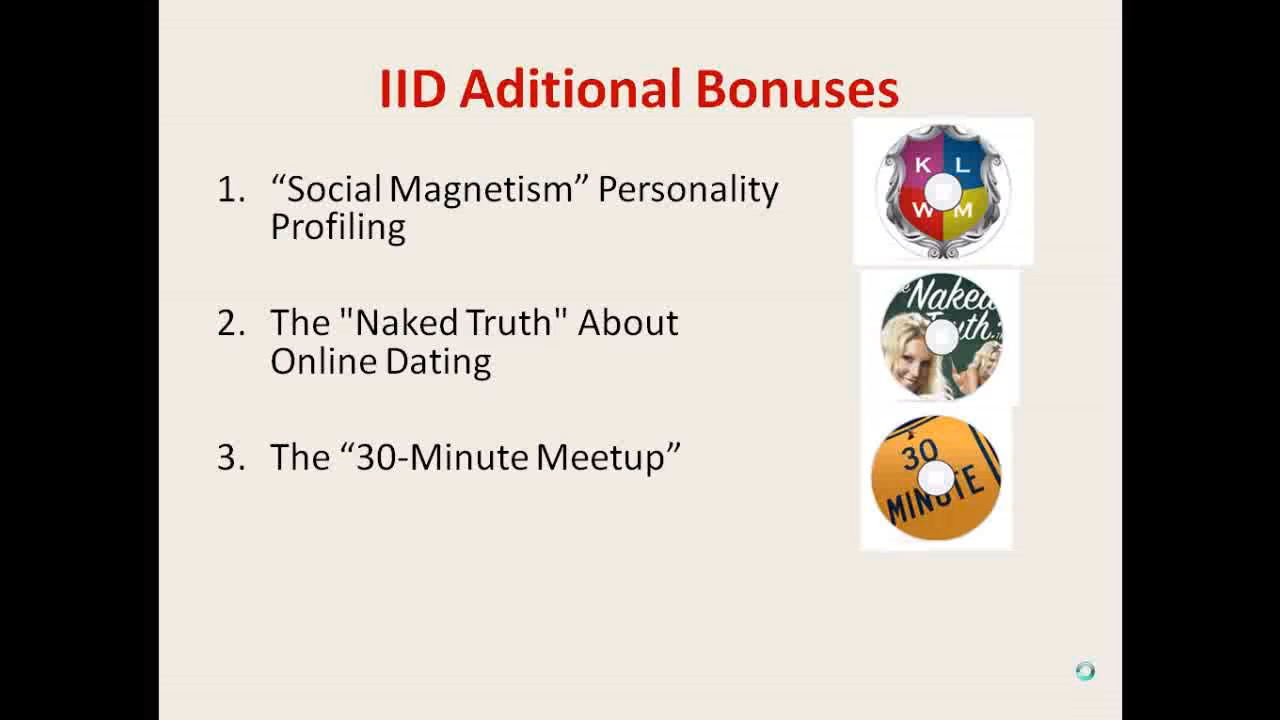 IID Aditional Bonuses
1. “Social Magnetism” Personality
Profiling
K L
W M
2. The "Naked Truth" About
Online Dating
Naked
Truth.
3. The “30-Minute Meetup”
30
MINUTE